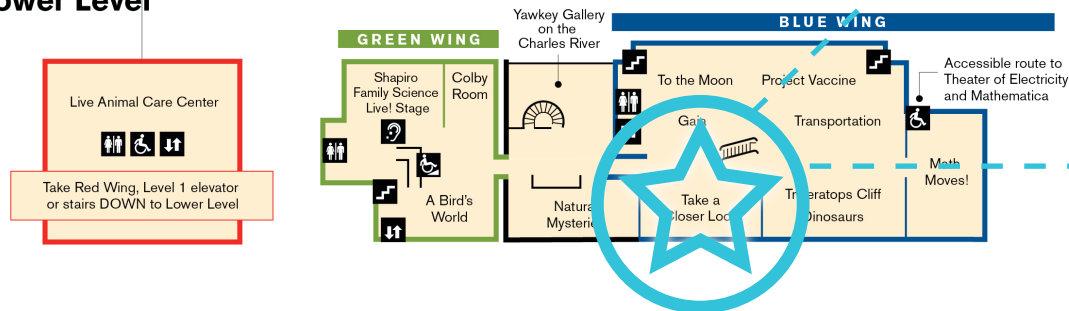 ower Level
Live Animal Care Center
Take Red Wing, Level 1 elevator
or stairs DOWN to Lower Level
GREEN WING
Shapiro
Family Science
Live! Stage
Colby
Room
A Bird's
World
Yawkey Gallery
on the
Charles River
Natural
Mysteries
BLUE WING
To the Moon
Project Vaccine
Gaia
Transportation
Take a
Closer Look
Triceratops Cliff
Dinosaurs
Math
Moves!
Accessible route to
Theater of Electricity
and Mathematica